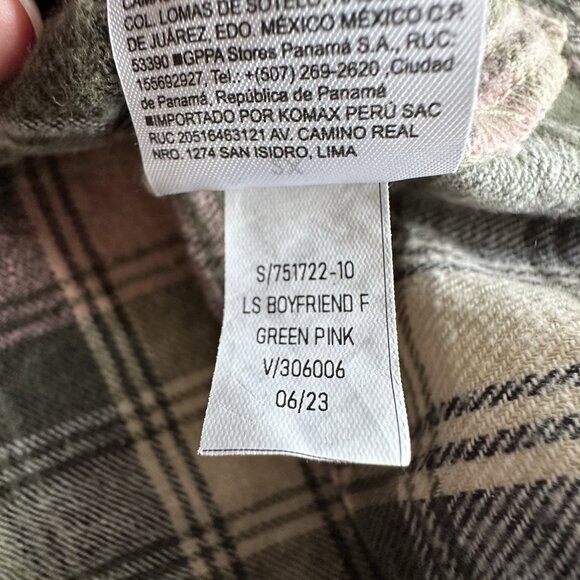 COL. LOMAS DE SOTELO,
DE JUÁREZ, EDO. MÉXICO MÉXICO C.P.
53390 ■GPPA Stores Panamá S.A., RUC:
155692927, Tel.: +(507) 269-2620 ,Ciudad
de Panamá, República de Panamá
■IMPORTADO POR KOMAX PERÚ SAC
RUC 20516463121 AV. CAMINO REAL
NRO. 1274 SAN ISIDRO, LIMA
S/751722-10
LS BOYFRIEND F
GREEN PINK
V/306006
06/23